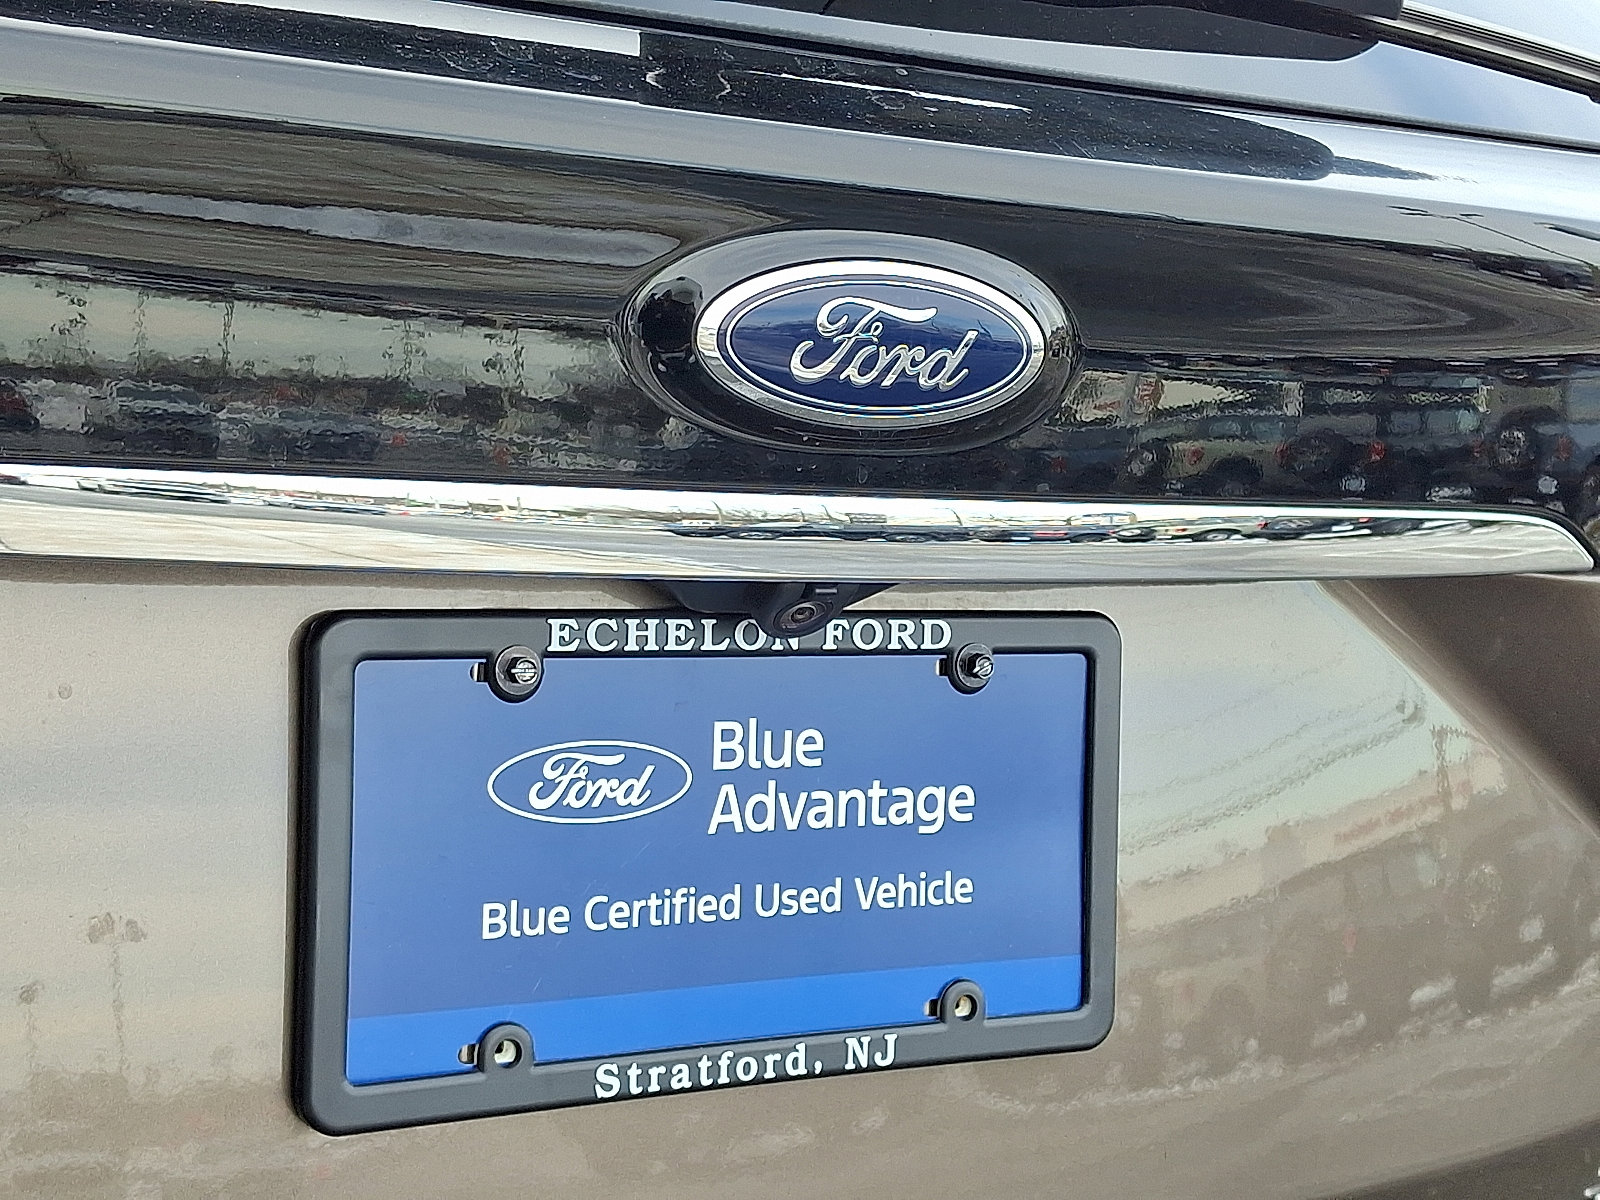 Ford
ECHELON FORD
Ford
Blue
Advantage
Blue Certified Used Vehicle
Stratford, NJ